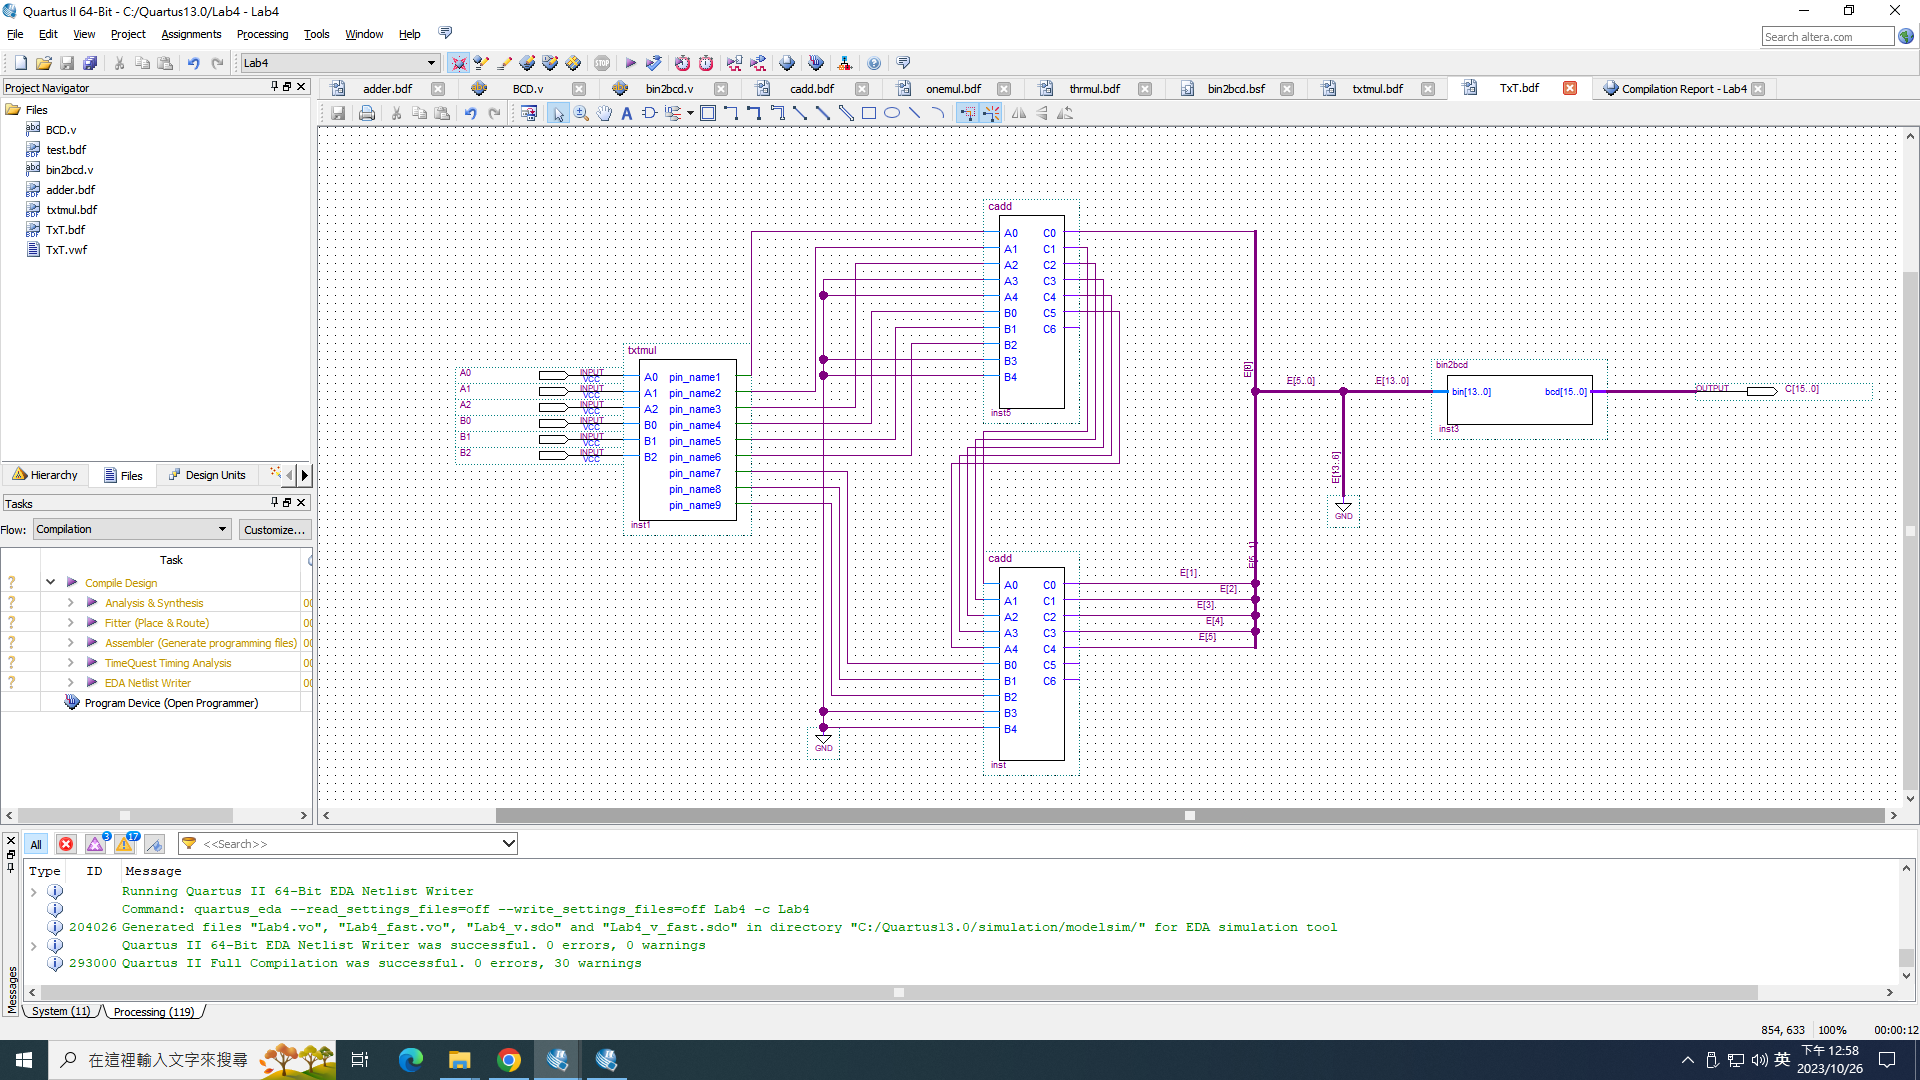 Quartus II 64-Bit - C:/Quartus13.0/Lab4 - Lab4
File Edit View Project Assignments Processing Tools Window Help
Search altera.com
Lab4
Project Navigator
Files
BCD.v
test.bdf
bin2bcd.v
adder.bdf
txtmul.bdf
TxT.bdf
TxT.vwf
Hierarchy Files Design Units
Tasks
Flow: Compilation Customize...
Task
Compile Design
Analysis & Synthesis 00
Fitter (Place & Route) 00
Assembler (Generate programming files) 00
TimeQuest Timing Analysis 00
EDA Netlist Writer 00
Program Device (Open Programmer)
adder.bdf BCD.v bin2bcd.v cadd.bdf onemul.bdf thrmul.bdf bin2bcd.bsf txtmul.bdf TxT.bdf Compilation Report - Lab4
A0 INPUT VCC
A1 INPUT VCC
A2 INPUT VCC
B0 INPUT VCC
B1 INPUT VCC
B2 INPUT VCC
txtmul
A0 pin_name1
A1 pin_name2
A2 pin_name3
B0 pin_name4
B1 pin_name5
B2 pin_name6
pin_name7
pin_name8
pin_name9
inst1
cadd
A0 C0
A1 C1
A2 C2
A3 C3
A4 C4
B0 C5
B1 C6
B2
B3
B4
inst5
cadd
A0 C0
A1 C1
A2 C2
A3 C3
A4 C4
B0 C5
B1 C6
B2
B3
B4
inst
GND
E[0]
E[5..0]
E[13..0]
E[13..6]
GND
E[1]
E[2]
E[3]
E[4]
E[5]
bin2bcd
bin[13..0] bcd[15..0]
inst3
OUTPUT C[15..0]
All 3 17 <<Search>>
Type ID Message
Running Quartus II 64-Bit EDA Netlist Writer
Command: quartus_eda --read_settings_files=off --write_settings_files=off Lab4 -c Lab4
204026 Generated files "Lab4.vo", "Lab4_fast.vo", "Lab4_v.sdo" and "Lab4_v_fast.sdo" in directory "C:/Quartus13.0/simulation/modelsim/" for EDA simulation tool
Quartus II 64-Bit EDA Netlist Writer was successful. 0 errors, 0 warnings
293000 Quartus II Full Compilation was successful. 0 errors, 30 warnings
Messages
System (11) Processing (119)
854, 633 100% 00:00:12
在這裡輸入文字來搜尋
英
下午 12:58
2023/10/26